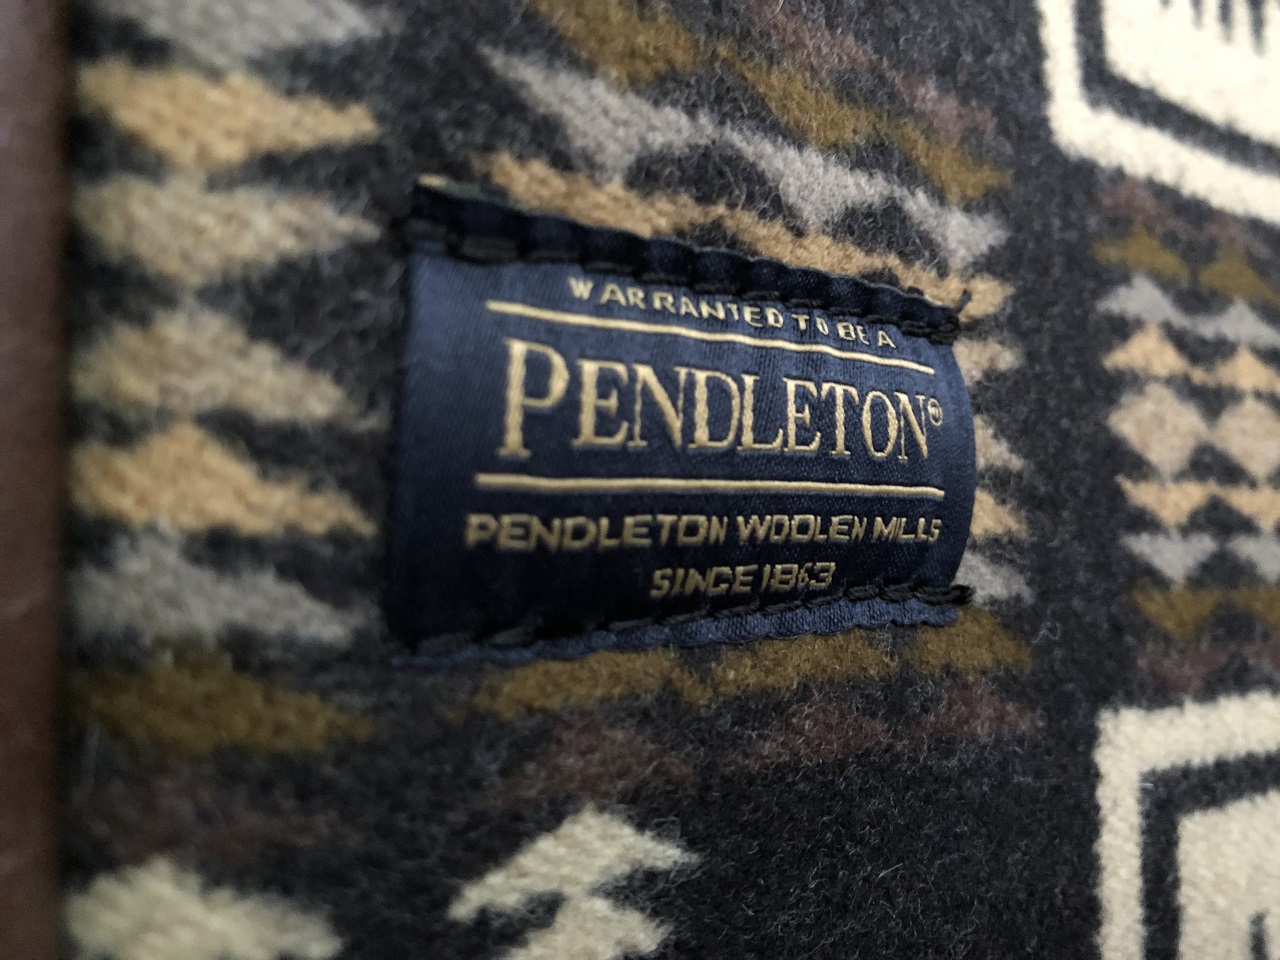 WARRANTED TO BE A
PENDLETON®
PENDLETON WOOLEN MILLS
SINCE 1863